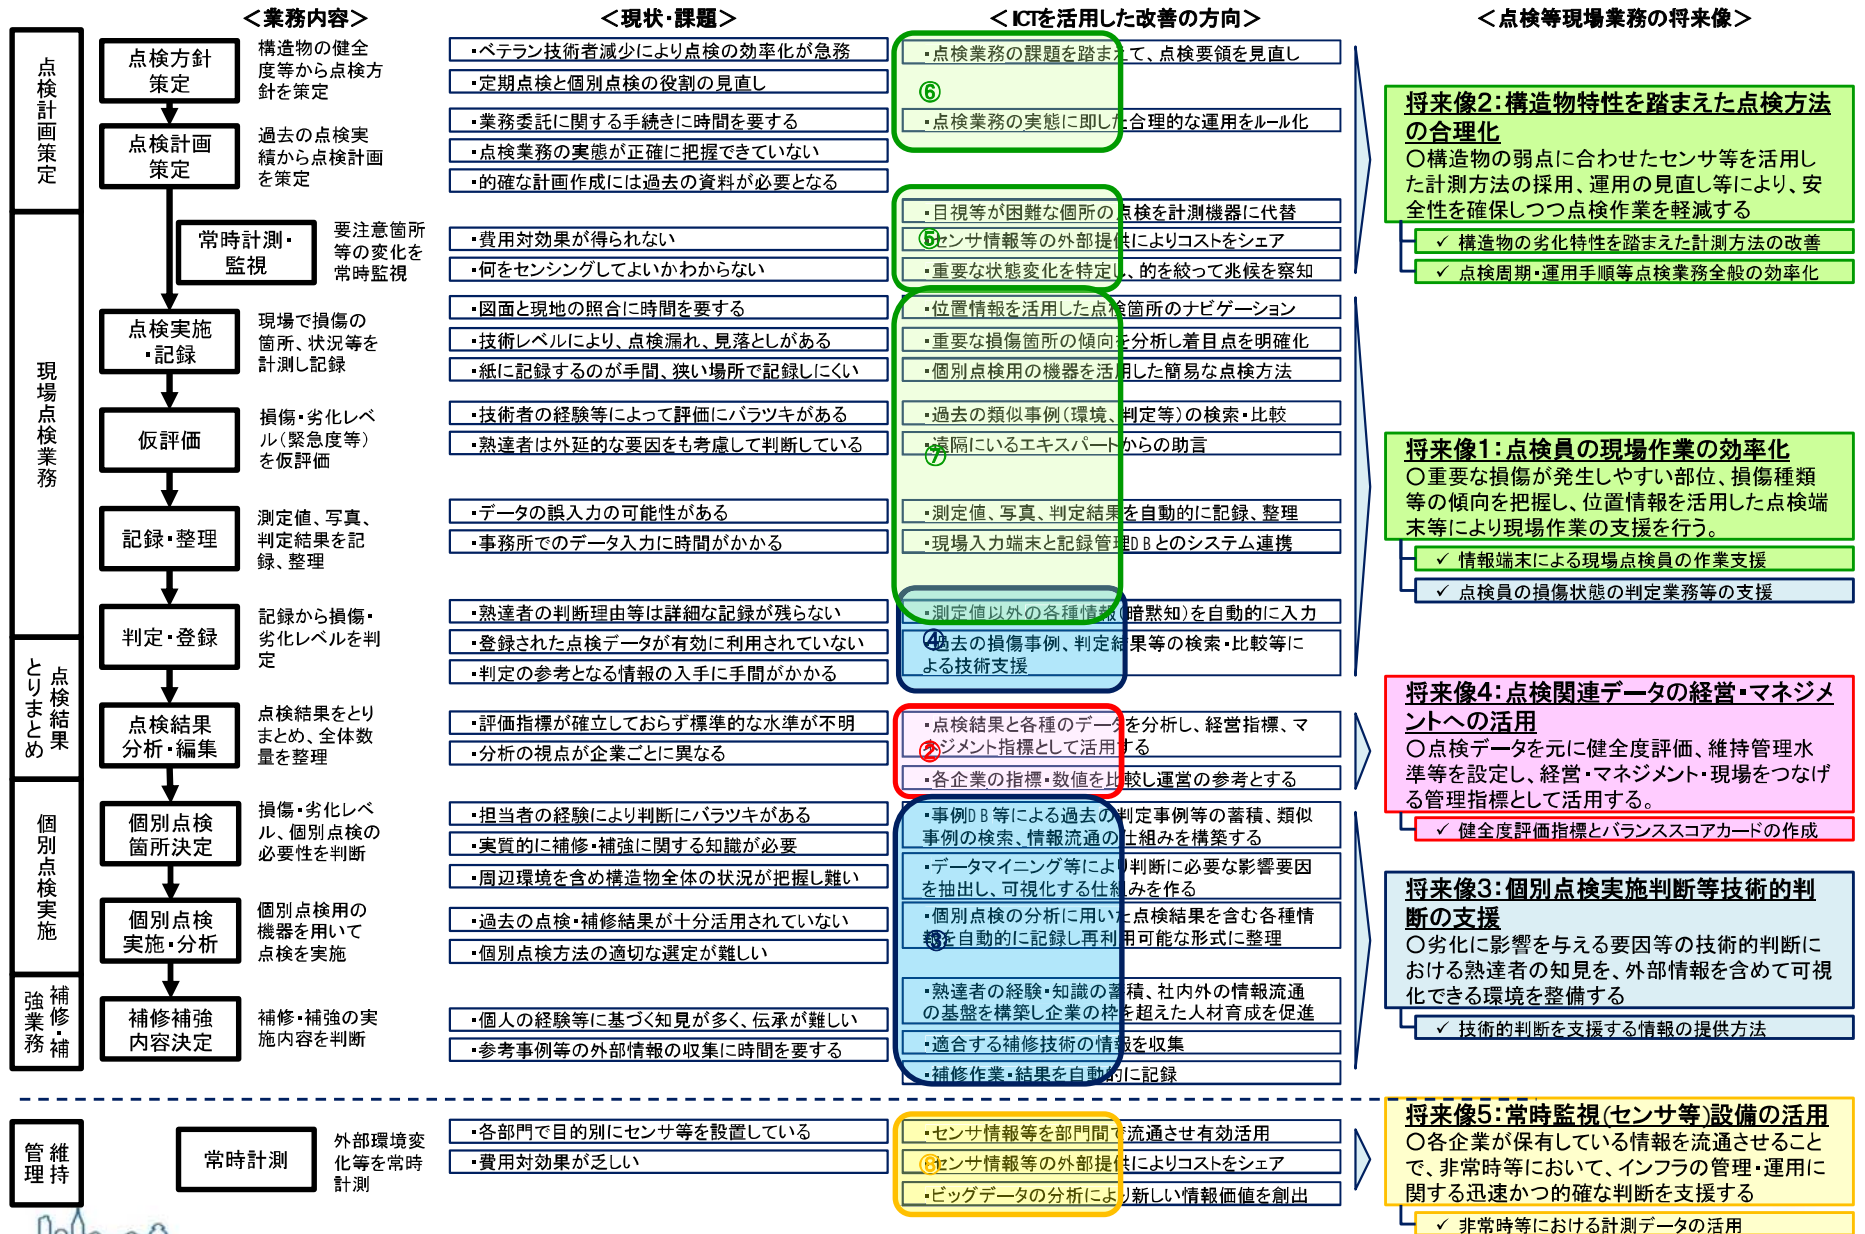 ＜業務内容＞
＜現状・課題＞
＜ICTを活用した改善の方向＞
＜点検等現場業務の将来像＞
点検計画策定
点検方針
策定
構造物の健全
度等から点検方
針を策定
・ベテラン技術者減少により点検の効率化が急務
・定期点検と個別点検の役割の見直し
・点検業務の課題を踏まえて、点検要領を見直し
⑥
点検計画
策定
過去の点検実
績から点検計画
を策定
・業務委託に関する手続きに時間を要する
・点検業務の実態が正確に把握できていない
・的確な計画作成には過去の資料が必要となる
・点検業務の実態に即した合理的な運用をルール化
現場点検業務
常時計測・
監視
要注意箇所
等の変化を
常時監視
・費用対効果が得られない
・何をセンシングしてよいかわからない
・目視等が困難な個所の点検を計測機器に代替
⑤
センサ情報等の外部提供によりコストをシェア
・重要な状態変化を特定し、的を絞って兆候を察知
点検実施
・記録
現場で損傷の
箇所、状況等を
計測し記録
・図面と現地の照合に時間を要する
・技術レベルにより、点検漏れ、見落としがある
・紙に記録するのが手間、狭い場所で記録しにくい
・位置情報を活用した点検箇所のナビゲーション
・重要な損傷箇所の傾向を分析し着目点を明確化
・個別点検用の機器を活用した簡易な点検方法
仮評価
損傷・劣化レベ
ル（緊急度等）
を仮評価
・技術者の経験等によって評価にバラツキがある
・熟達者は外延的な要因をも考慮して判断している
・過去の類似事例（環境、判定等）の検索・比較
・遠隔にいるエキスパートからの助言
⑦
記録・整理
測定値、写真、
判定結果を記
録、整理
・データの誤入力の可能性がある
・事務所でのデータ入力に時間がかかる
・測定値、写真、判定結果を自動的に記録、整理
・現場入力端末と記録管理DBとのシステム連携
判定・登録
記録から損傷・
劣化レベルを判
定
・熟達者の判断理由等は詳細な記録が残らない
・登録された点検データが有効に利用されていない
・判定の参考となる情報の入手に手間がかかる
・測定値以外の各種情報（暗黙知）を自動的に入力
④
過去の損傷事例、判定結果等の検索・比較等に
よる技術支援
点検結果
とりまとめ
点検結果
分析・編集
点検結果をとり
まとめ、全体数
量を整理
・評価指標が確立しておらず標準的な水準が不明
・分析の視点が企業ごとに異なる
・点検結果と各種のデータを分析し、経営指標、マ
ネジメント指標として活用する
②
・各企業の指標・数値を比較し運営の参考とする
個別点検実施
個別点検
箇所決定
損傷・劣化レベ
ル、個別点検の
必要性を判断
・担当者の経験により判断にバラツキがある
・実質的に補修・補強に関する知識が必要
・周辺環境を含め構造物全体の状況が把握し難い
・事例DB等による過去の判定事例等の蓄積、類似
事例の検索、情報流通の仕組みを構築する
・データマイニング等により判断に必要な影響要因
を抽出し、可視化する仕組みを作る
個別点検
実施・分析
個別点検用の
機器を用いて
点検を実施
・過去の点検・補修結果が十分活用されていない
・個別点検方法の適切な選定が難しい
・個別点検の分析に用いた点検結果を含む各種情
報を自動的に記録し再利用可能な形式に整理
③
補修・補
強業務
補修補強
内容決定
補修・補強の実
施内容を判断
・個人の経験等に基づく知見が多く、伝承が難しい
・参考事例等の外部情報の収集に時間を要する
・熟達者の経験・知識の蓄積、社内外の情報流通
の基盤を構築し企業の枠を超えた人材育成を促進
・適合する補修技術の情報を収集
・補修作業・結果を自動的に記録
維持
管理
常時計測
外部環境変
化等を常時
計測
・各部門で目的別にセンサ等を設置している
・費用対効果が乏しい
・センサ情報等を部門間で流通させ有効活用
⑧
センサ情報等の外部提供によりコストをシェア
・ビッグデータの分析により新しい情報価値を創出
将来像2：構造物特性を踏まえた点検方法
の合理化
○構造物の弱点に合わせたセンサ等を活用し
た計測方法の採用、運用の見直し等により、安
全性を確保しつつ点検作業を軽減する
✓ 構造物の劣化特性を踏まえた計測方法の改善
✓ 点検周期・運用手順等点検業務全般の効率化
将来像1：点検員の現場作業の効率化
○重要な損傷が発生しやすい部位、損傷種類
等の傾向を把握し、位置情報を活用した点検端
末等により現場作業の支援を行う。
✓ 情報端末による現場点検員の作業支援
✓ 点検員の損傷状態の判定業務等の支援
将来像4：点検関連データの経営・マネジメ
ントへの活用
○点検データを元に健全度評価、維持管理水
準等を設定し、経営・マネジメント・現場をつなげ
る管理指標として活用する。
✓ 健全度評価指標とバランススコアカードの作成
将来像3：個別点検実施判断等技術的判
断の支援
○劣化に影響を与える要因等の技術的判断に
おける熟達者の知見を、外部情報を含めて可視
化できる環境を整備する
✓ 技術的判断を支援する情報の提供方法
将来像5：常時監視(センサ等)設備の活用
○各企業が保有している情報を流通させること
で、非常時等において、インフラの管理・運用に
関する迅速かつ的確な判断を支援する
✓ 非常時等における計測データの活用